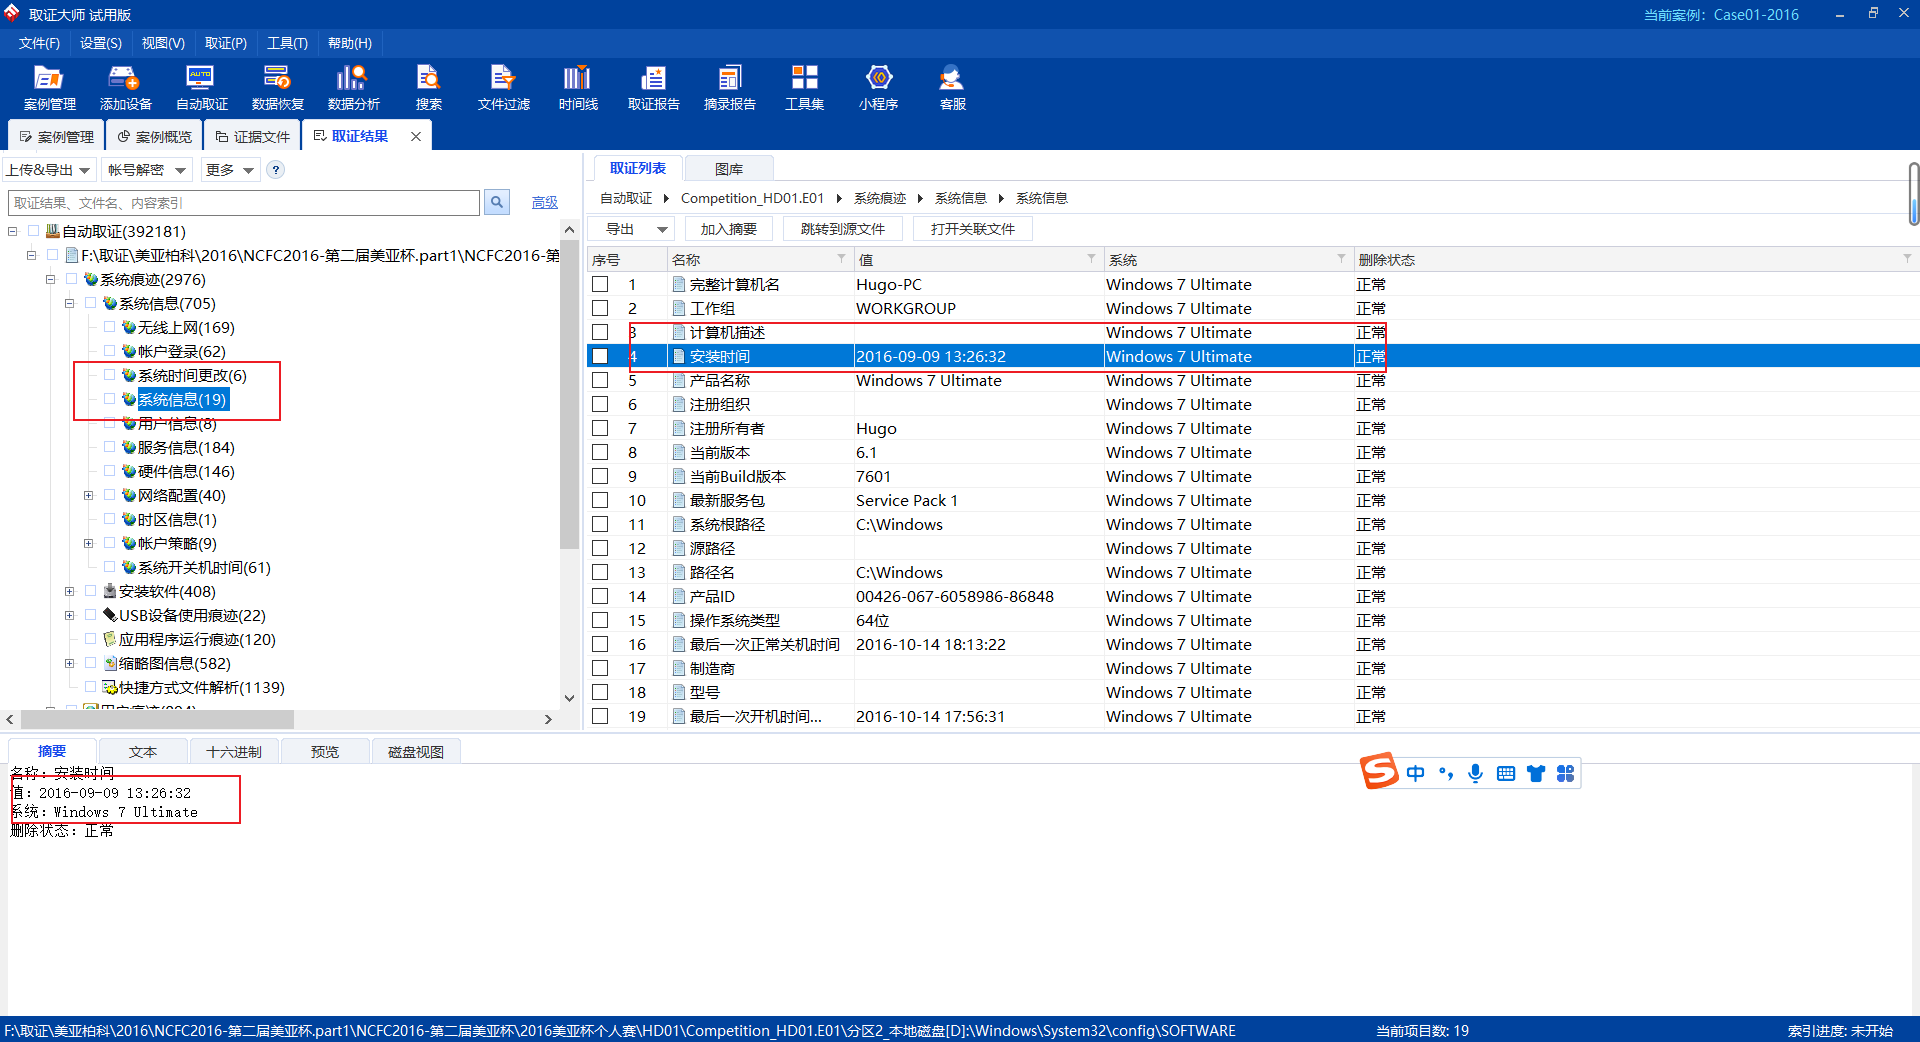 取证大师 试用版
当前案例：Case01-2016
文件(F) 设置(S) 视图(V) 取证(P) 工具(T) 帮助(H)
案例管理 添加设备 自动取证 数据恢复 数据分析 搜索 文件过滤 时间线 取证报告 摘录报告 工具集 小程序 客服
案例管理 案例概览 证据文件 取证结果
上传&导出 帐号解密 更多 ?
取证结果、文件名、内容索引 高级
自动取证(392181)
F:\取证\美亚柏科\2016\NCFC2016-第二届美亚杯.part1\NCFC2016-第
系统痕迹(2976)
系统信息(705)
无线上网(169)
帐户登录(62)
系统时间更改(6)
系统信息(19)
用户信息(8)
服务信息(184)
硬件信息(146)
网络配置(40)
时区信息(1)
帐户策略(9)
系统开关机时间(61)
安装软件(408)
USB设备使用痕迹(22)
应用程序运行痕迹(120)
缩略图信息(582)
快捷方式文件解析(1139)
取证列表 图库
自动取证 Competition_HD01.E01 系统痕迹 系统信息 系统信息
导出 加入摘要 跳转到源文件 打开关联文件
序号 名称 值 系统 删除状态
1 完整计算机名 Hugo-PC Windows 7 Ultimate 正常
2 工作组 WORKGROUP Windows 7 Ultimate 正常
3 计算机描述 Windows 7 Ultimate 正常
4 安装时间 2016-09-09 13:26:32 Windows 7 Ultimate 正常
5 产品名称 Windows 7 Ultimate Windows 7 Ultimate 正常
6 注册组织 Windows 7 Ultimate 正常
7 注册所有者 Hugo Windows 7 Ultimate 正常
8 当前版本 6.1 Windows 7 Ultimate 正常
9 当前Build版本 7601 Windows 7 Ultimate 正常
10 最新服务包 Service Pack 1 Windows 7 Ultimate 正常
11 系统根路径 C:\Windows Windows 7 Ultimate 正常
12 源路径 Windows 7 Ultimate 正常
13 路径名 C:\Windows Windows 7 Ultimate 正常
14 产品ID 00426-067-6058986-86848 Windows 7 Ultimate 正常
15 操作系统类型 64位 Windows 7 Ultimate 正常
16 最后一次正常关机时间 2016-10-14 18:13:22 Windows 7 Ultimate 正常
17 制造商 Windows 7 Ultimate 正常
18 型号 Windows 7 Ultimate 正常
19 最后一次开机时间... 2016-10-14 17:56:31 Windows 7 Ultimate 正常
摘要 文本 十六进制 预览 磁盘视图
名称：安装时间
值：2016-09-09 13:26:32
系统：Windows 7 Ultimate
删除状态：正常
S 中
F:\取证\美亚柏科\2016\NCFC2016-第二届美亚杯.part1\NCFC2016-第二届美亚杯\2016美亚杯个人赛\HD01\Competition_HD01.E01\分区2_本地磁盘[D]:\Windows\System32\config\SOFTWARE 当前项目数: 19 索引进度: 未开始